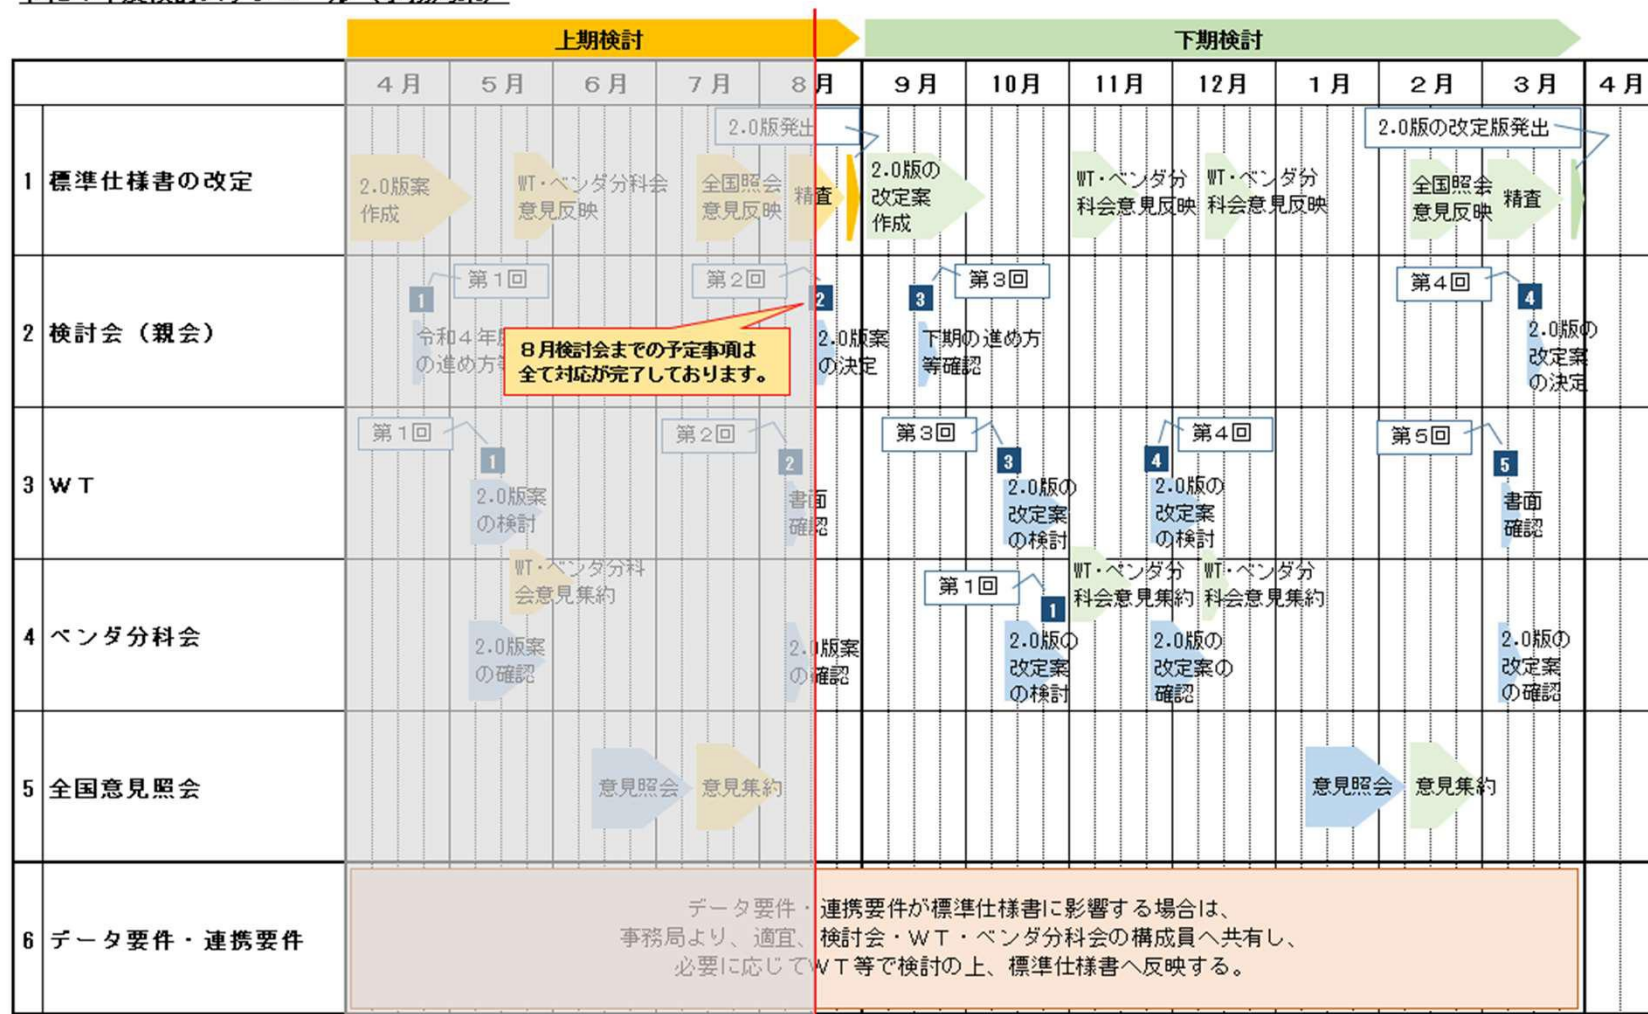 上期検討
下期検討
4月 5月 6月 7月 8月 9月 10月 11月 12月 1月 2月 3月 4月
1 標準仕様書の改定
2.0版案
作成
WT・ベンダ分科会
意見反映
全国照会
意見反映
精査
2.0版発出
2.0版の
改定案
作成
WT・ベンダ分
科会意見反映
WT・ベンダ分
科会意見反映
全国照会
意見反映
精査
2.0版の改定版発出
2 検討会（親会）
第1回
1
令和4年度
の進め方等
第2回
2
2.0版案
の決定
8月検討会までの予定事項は
全て対応が完了しております。
第3回
3
下期の進め方
等確認
第4回
4
2.0版の
改定案
の決定
3 WT
第1回
1
2.0版案
の検討
第2回
2
書面
確認
第3回
3
2.0版の
改定案
の検討
第4回
4
2.0版の
改定案
の検討
第5回
5
書面
確認
4 ベンダ分科会
WT・ベンダ分科
会意見集約
2.0版案
の確認
2.0版案
の確認
第1回
1
2.0版の
改定案
の検討
WT・ベンダ分
科会意見集約
WT・ベンダ分
科会意見集約
2.0版の
改定案の
確認
2.0版の
改定案
の確認
5 全国意見照会
意見照会
意見集約
意見照会
意見集約
6 データ要件・連携要件
データ要件・連携要件が標準仕様書に影響する場合は、
事務局より、適宜、検討会・WT・ベンダ分科会の構成員へ共有し、
必要に応じてWT等で検討の上、標準仕様書へ反映する。